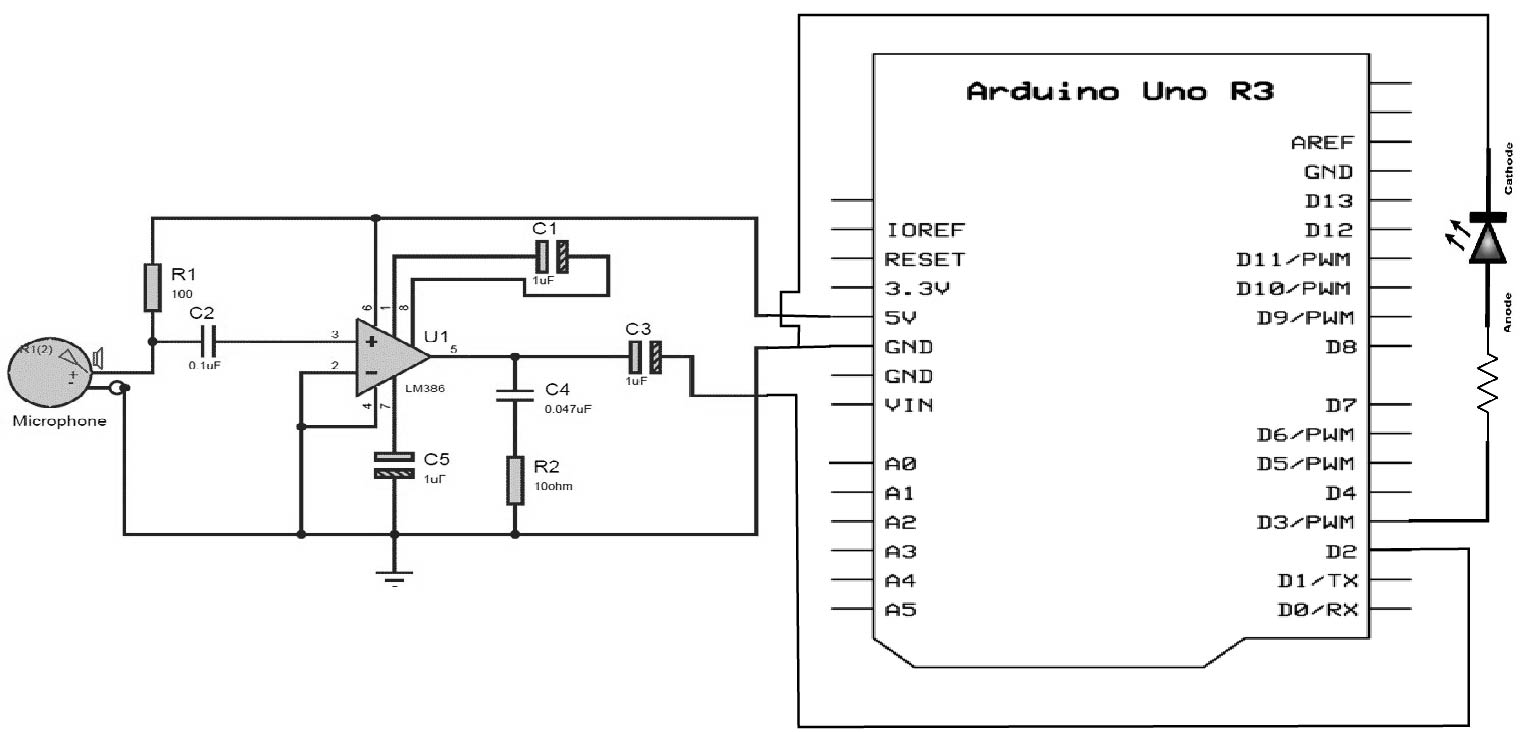 Arduino Uno R3
AREF
GND
D13
IOREF
D12
RESET
D11/PWM
3.3V
D10/PWM
5V
D9/PWM
GND
D8
GND
VIN
D7
D6/PWM
A0
D5/PWM
A1
D4
A2
D3/PWM
A3
D2
A4
D1/TX
A5
D0/RX
Cathode
Anode
C1
1uF
R1
100
C2
0.1uF
6
1
8
3
2
4
7
U1
5
LM386
C3
1uF
R1(2)
+
-
Microphone
C4
0.047uF
C5
R2
10ohm